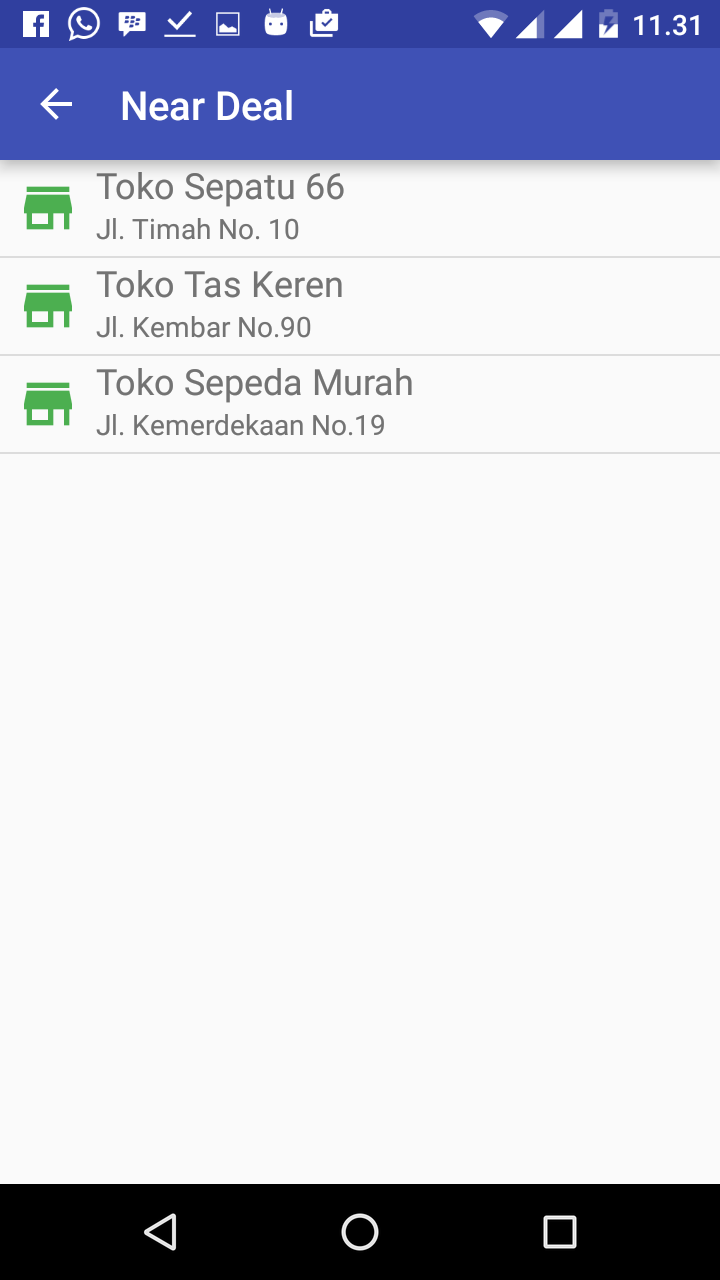 11.31
Near Deal
Toko Sepatu 66
Jl. Timah No. 10
Toko Tas Keren
Jl. Kembar No.90
Toko Sepeda Murah
Jl. Kemerdekaan No.19